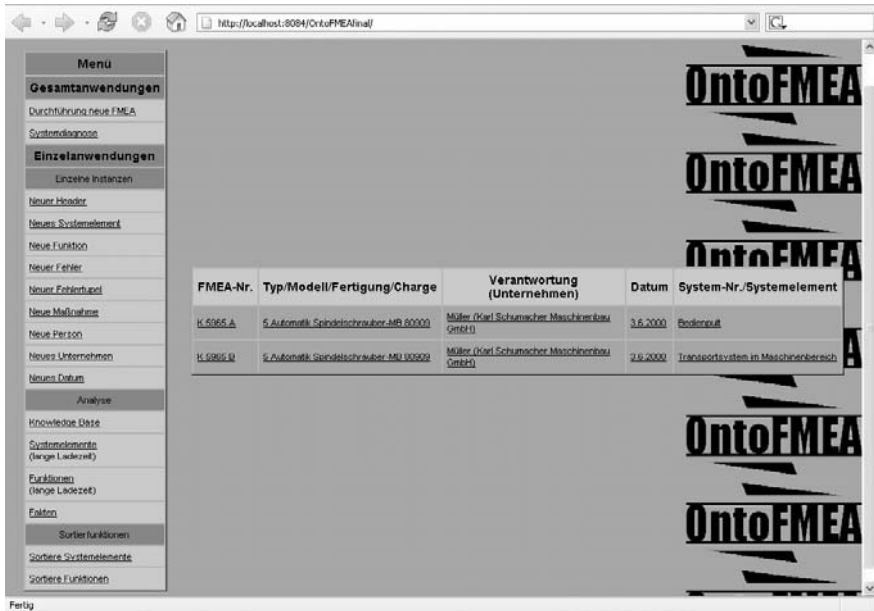 http://localhost:8084/OntoFMEAfinal/
Menü
Gesamtanwendungen
Durchführung neue FMEA
Systemdiagnose
Einzelanwendungen
Einzelne Instanzen
Neuer Header
Neues Systemelement
Neue Funktion
Neuer Fehler
Neuer Fehlertupel
Neue Maßnahme
Neue Person
Neues Unternehmen
Neues Datum
Analyse
Knowledge Base
Systemelemente
(lange Ladezeit)
Funktionen
(lange Ladezeit)
Fakten
Sortierfunktionen
Sortiere Systemelemente
Sortiere Funktionen
FMEA-Nr. Typ/Modell/Fertigung/Charge Verantwortung (Unternehmen) Datum System-Nr./Systemelement
K 5965 A 5 Automatik Spindelschrauber-MB 80909 Müller (Karl Schumacher Maschinenbau GmbH) 3.6.2000 Bedienpult
K 5965 B 5 Automatik Spindelschrauber-MB 80909 Müller (Karl Schumacher Maschinenbau GmbH) 3.6.2000 Transportsystem im Maschinenbereich
OntoFMEA
OntoFMEA
OntoFMEA
OntoFMEA
OntoFMEA
Fertig